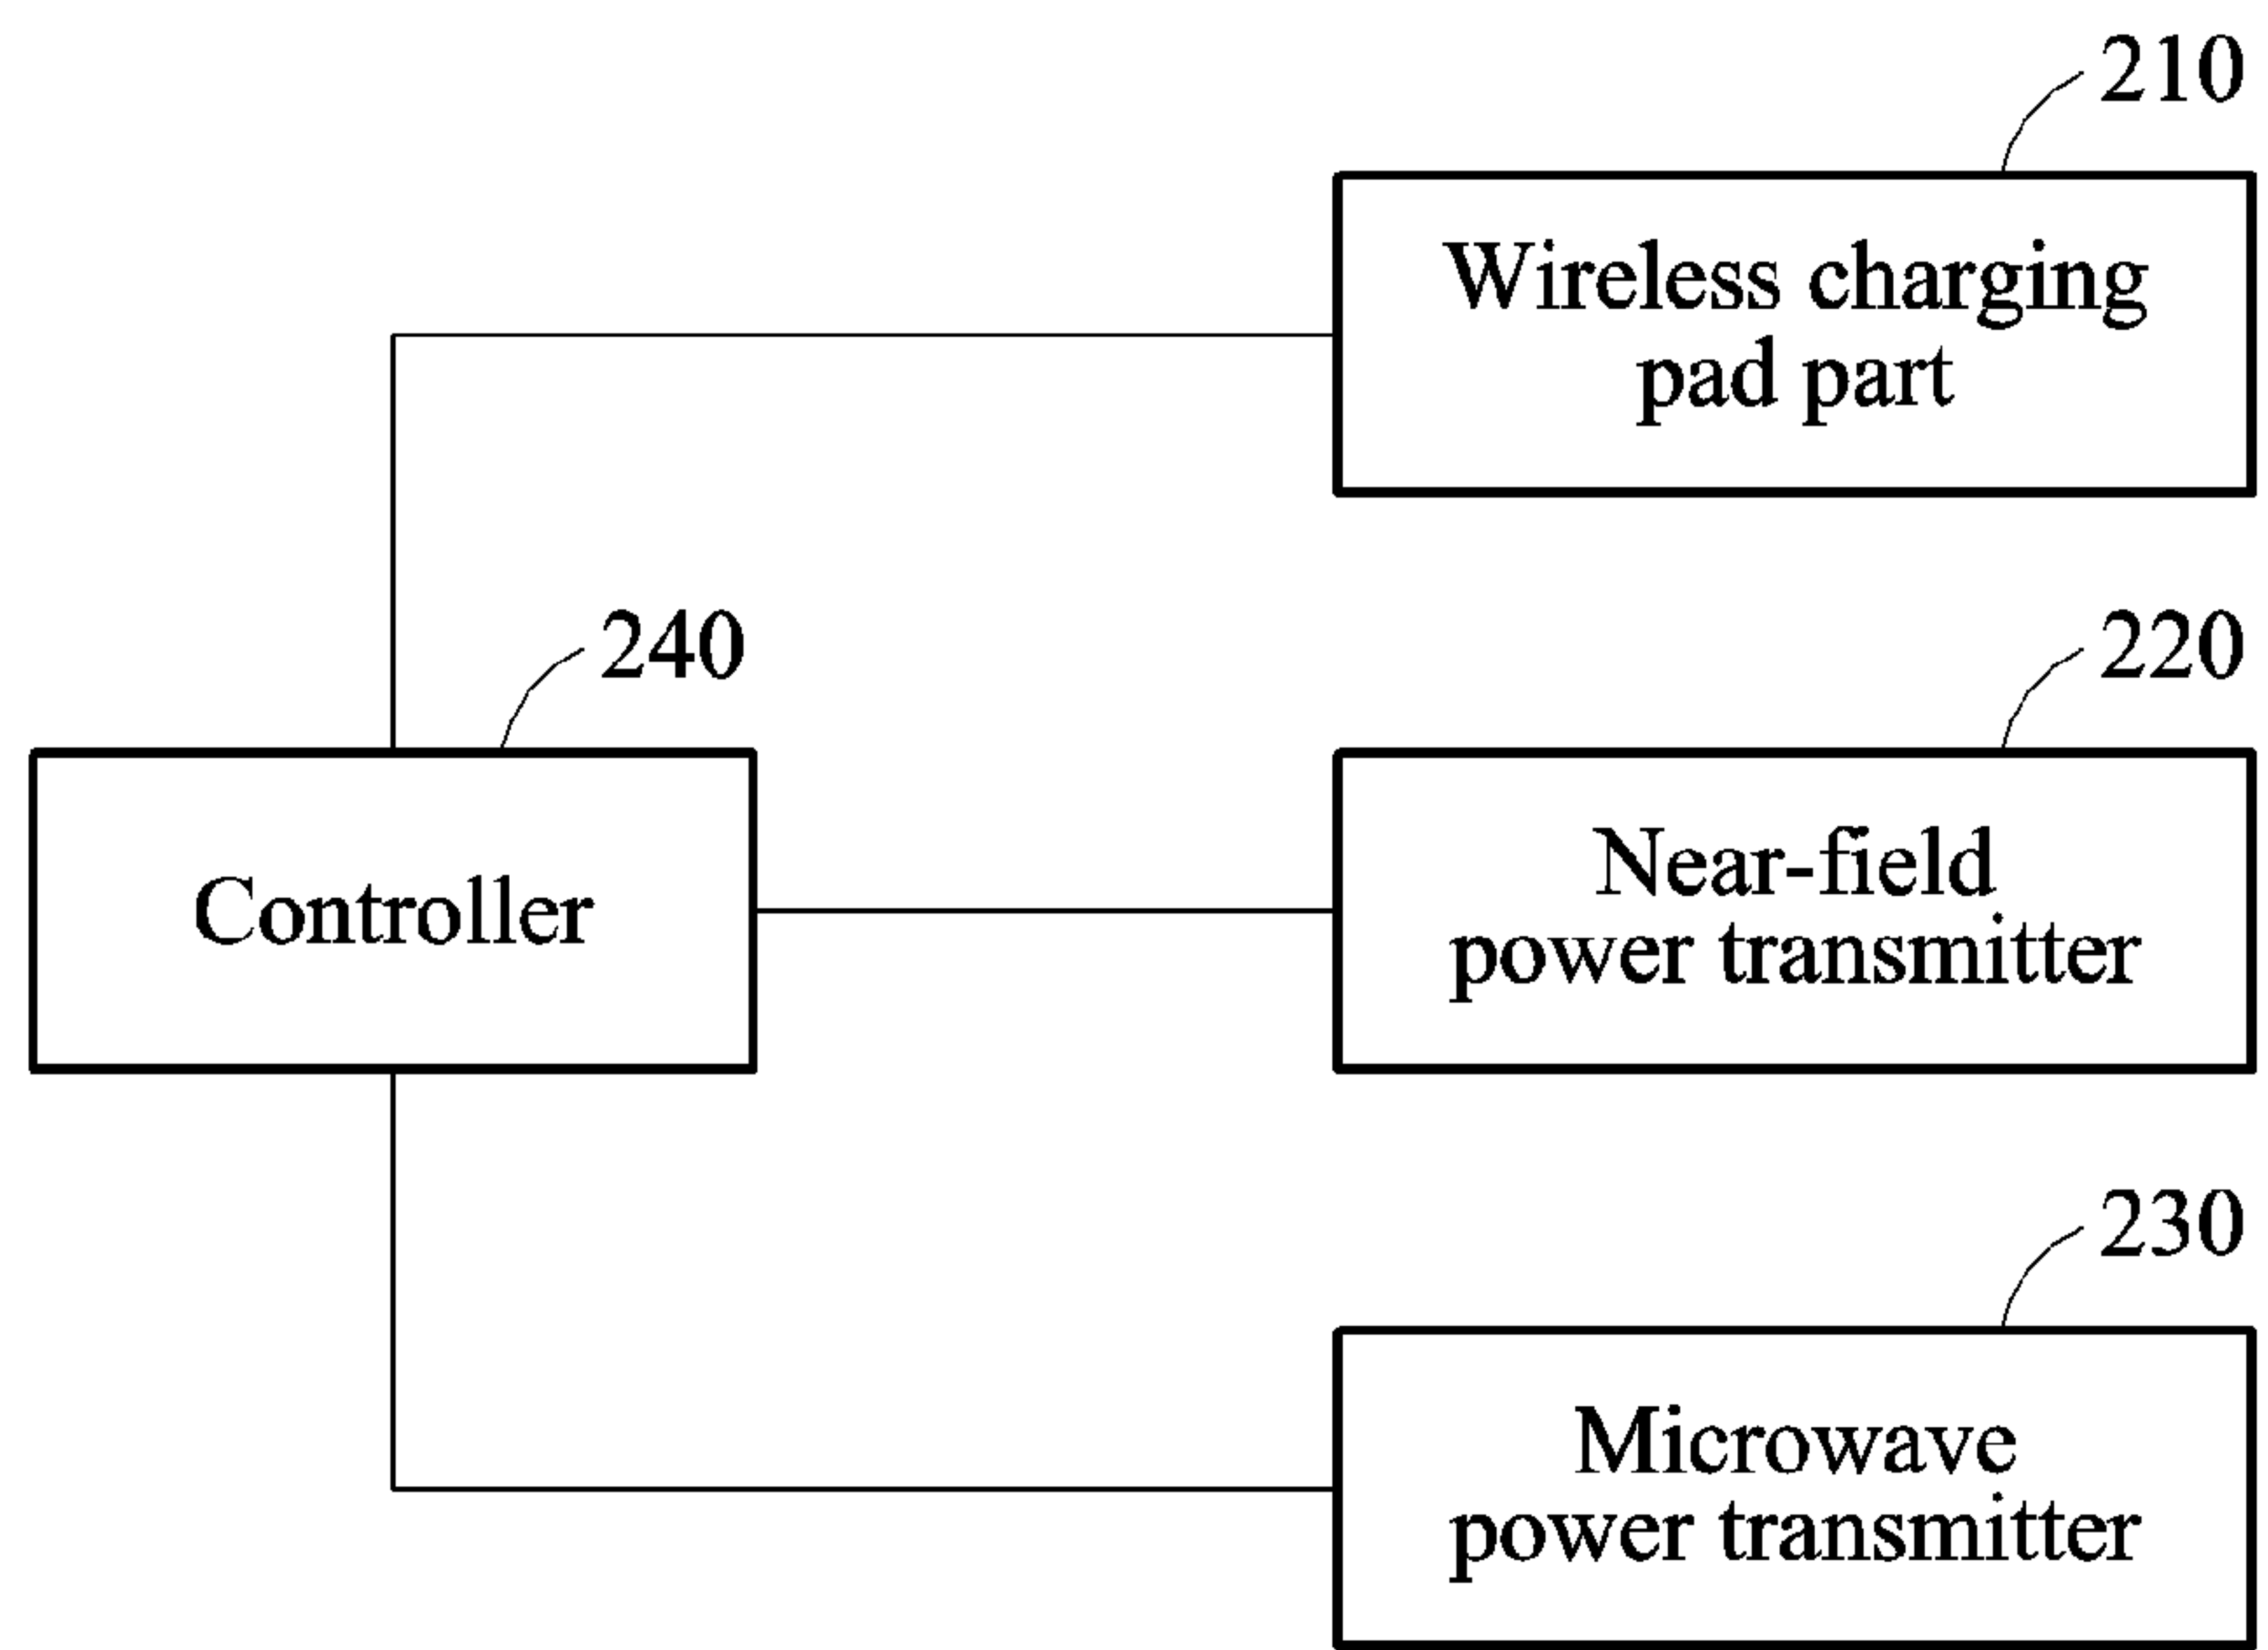 210
Wireless charging
pad part
240
Controller
220
Near-field
power transmitter
230
Microwave
power transmitter